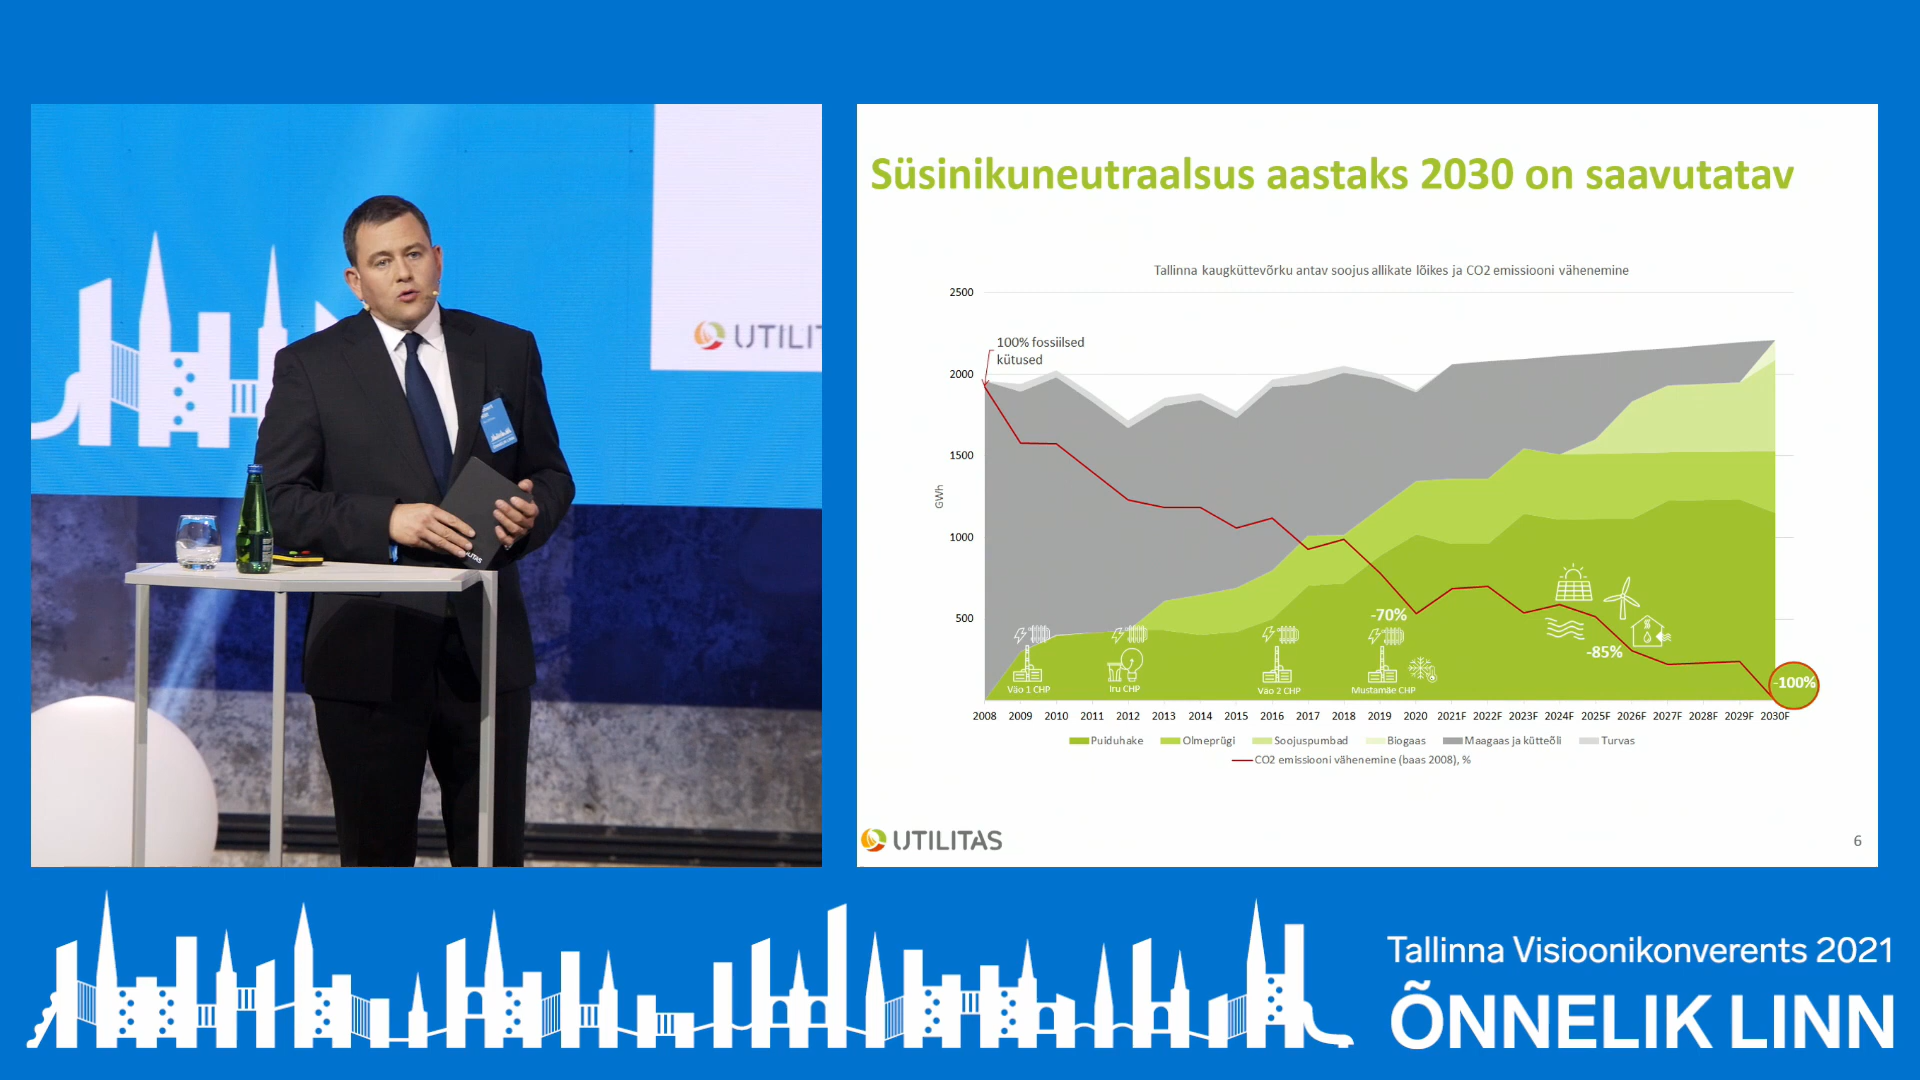 UTILIT
ÕNNELIK LINN
Süsinikuneutraalsus aastaks 2030 on saavutatav
Tallinna kaugküttevõrku antav soojus allikate lõikes ja CO2 emissiooni vähenemine
2500
2000
1500
1000
500
GWh
100% fossiilsed
kütused
-70%
-85%
-100%
Väo 1 CHP
Iru CHP
Väo 2 CHP
Mustamäe CHP
2008 2009 2010 2011 2012 2013 2014 2015 2016 2017 2018 2019 2020 2021F 2022F 2023F 2024F 2025F 2026F 2027F 2028F 2029F 2030F
Puiduhake Olmeprügi Soojuspumbad Biogaas Maagaas ja kütteõli Turvas
CO2 emissiooni vähenemine (baas 2008), %
UTILITAS
6
Tallinna Visioonikonverents 2021
ÕNNELIK LINN